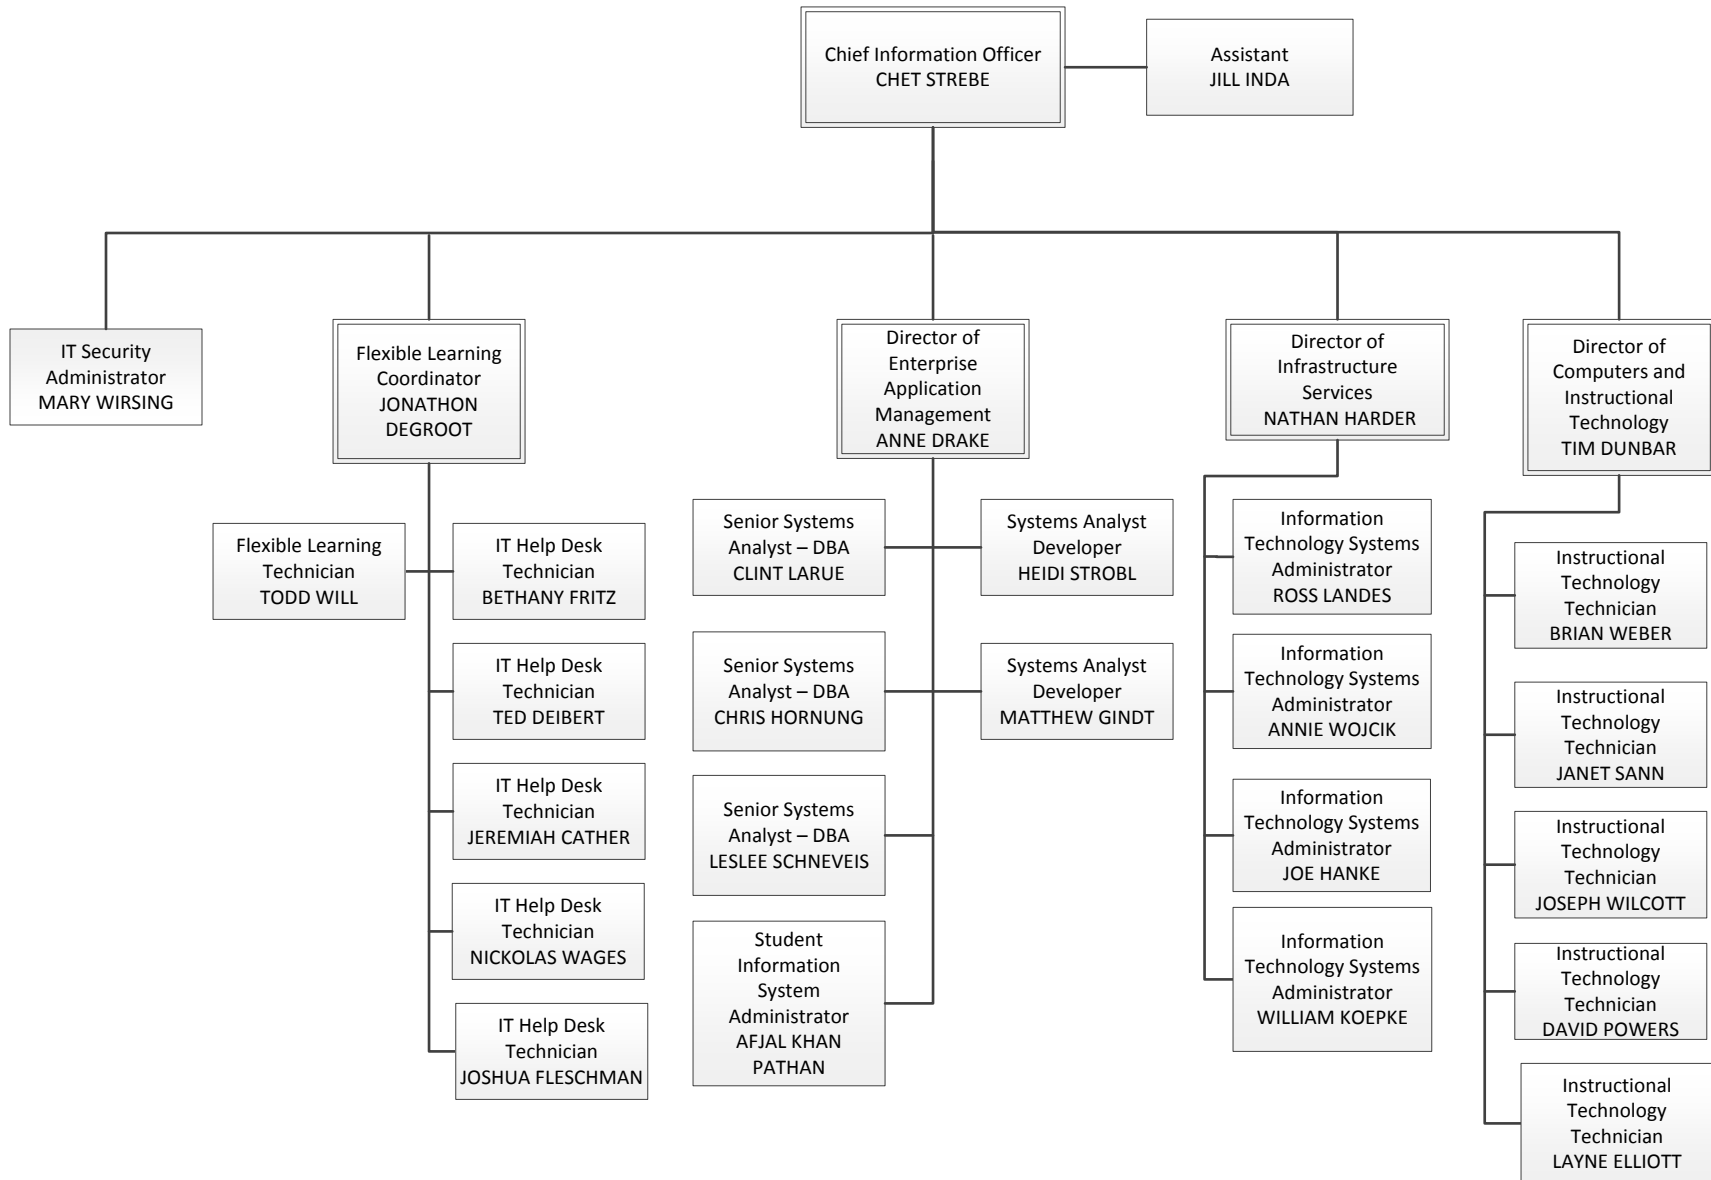 Chief Information Officer
CHET STREBE
Assistant
JILL INDA
IT Security
Administrator
MARY WIRSING
Flexible Learning
Coordinator
JONATHON
DEGROOT
Director of
Enterprise
Application
Management
ANNE DRAKE
Director of
Infrastructure
Services
NATHAN HARDER
Director of
Computers and
Instructional
Technology
TIM DUNBAR
Flexible Learning
Technician
TODD WILL
IT Help Desk
Technician
BETHANY FRITZ
IT Help Desk
Technician
TED DEIBERT
IT Help Desk
Technician
JEREMIAH CATHER
IT Help Desk
Technician
NICKOLAS WAGES
IT Help Desk
Technician
JOSHUA FLESCHMAN
Senior Systems
Analyst – DBA
CLINT LARUE
Systems Analyst
Developer
HEIDI STROBL
Senior Systems
Analyst – DBA
CHRIS HORNUNG
Systems Analyst
Developer
MATTHEW GINDT
Senior Systems
Analyst – DBA
LESLEE SCHNEVEIS
Student
Information
System
Administrator
AFJAL KHAN
PATHAN
Information
Technology Systems
Administrator
ROSS LANDES
Information
Technology Systems
Administrator
ANNIE WOJCIK
Information
Technology Systems
Administrator
JOE HANKE
Information
Technology Systems
Administrator
WILLIAM KOEPKE
Instructional
Technology
Technician
BRIAN WEBER
Instructional
Technology
Technician
JANET SANN
Instructional
Technology
Technician
JOSEPH WILCOTT
Instructional
Technology
Technician
DAVID POWERS
Instructional
Technology
Technician
LAYNE ELLIOTT